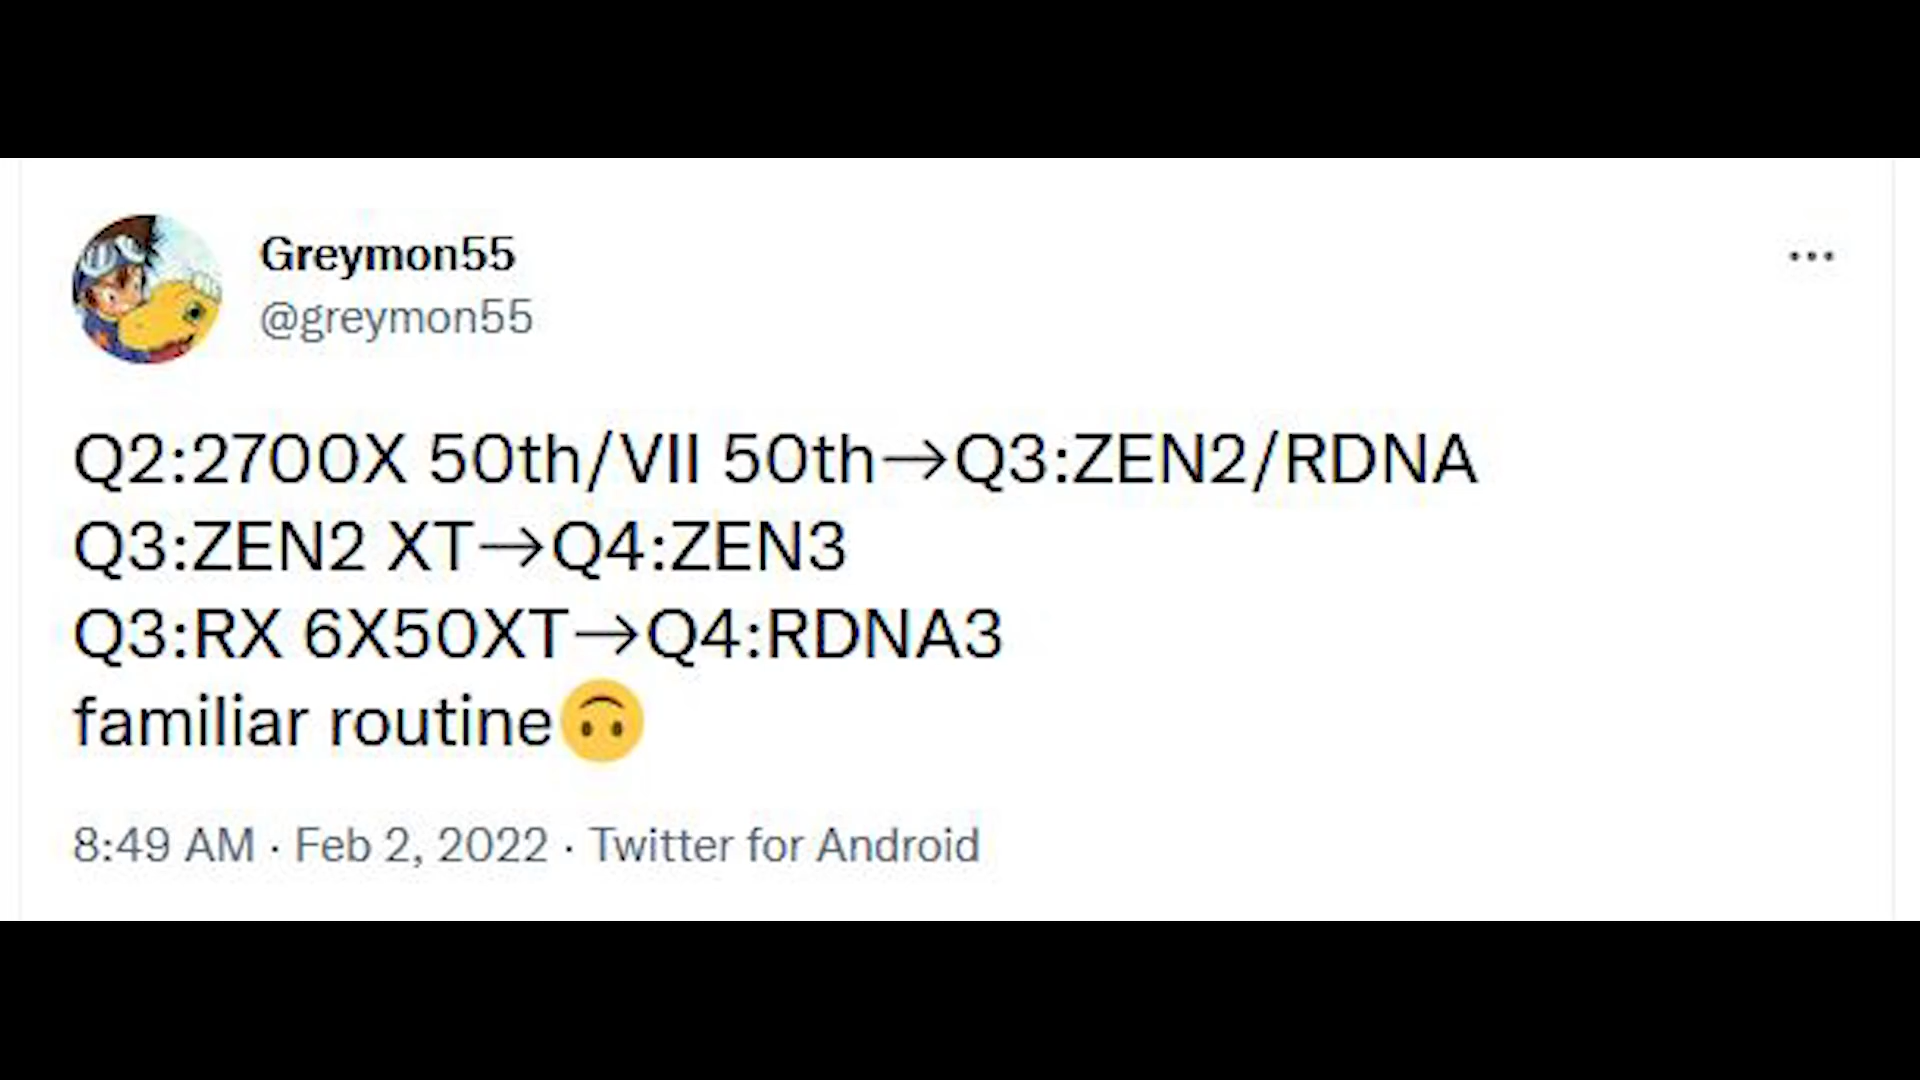 Greymon55
@greymon55
Q2:2700X 50th/VII 50th→Q3:ZEN2/RDNA
Q3:ZEN2 XT→Q4:ZEN3
Q3:RX 6X50XT→Q4:RDNA3
familiar routine🙃
8:49 AM · Feb 2, 2022 · Twitter for Android